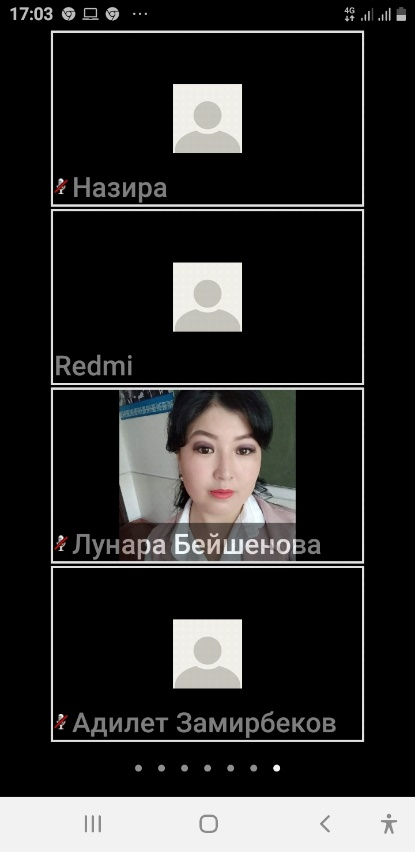 17:03
4G
Назира
Redmi
Лунара Бейшенова
Адилет Замирбеков